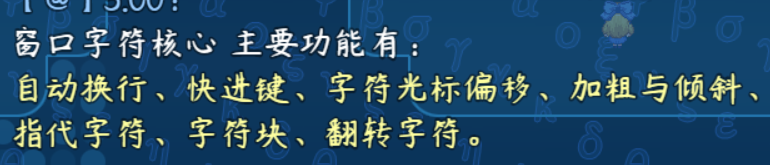 【@】5.00！
窗口字符核心 主要功能有：
自动换行、快进键、字符光标偏移、加粗与倾斜、
指代字符、字符块、翻转字符。